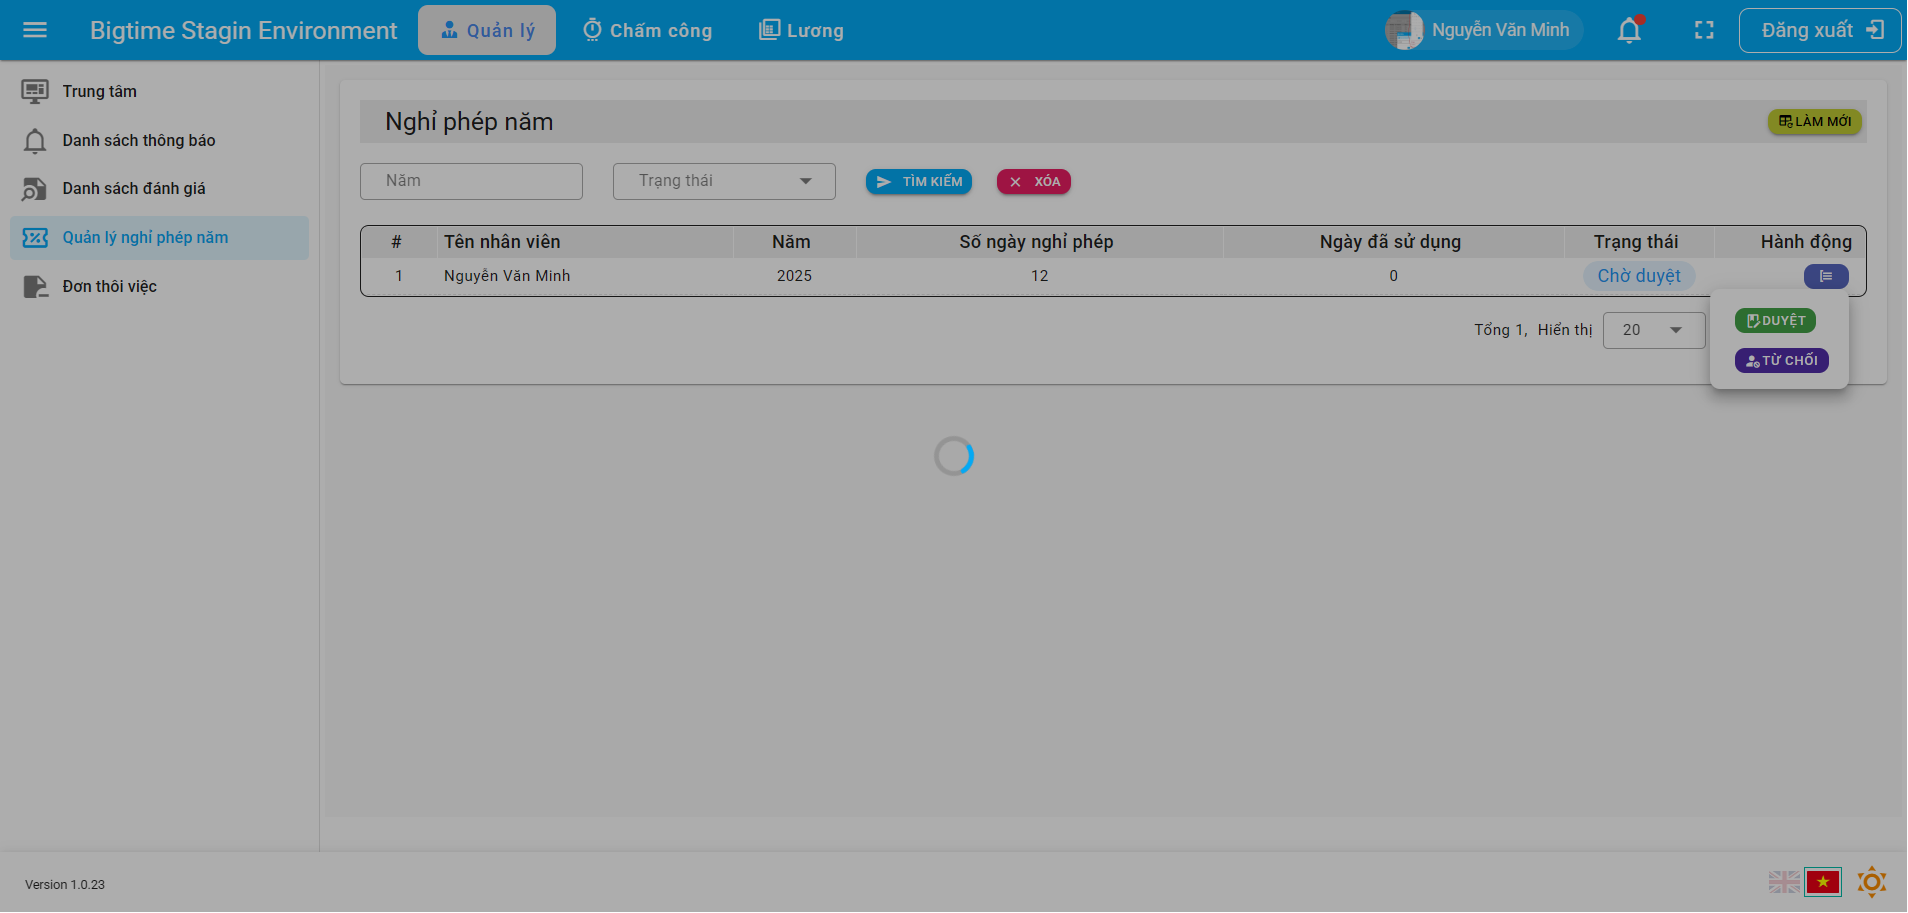 Bigtime Stagin Environment
Quản lý
Chấm công
Lương
Nguyễn Văn Minh
Đăng xuất
Trung tâm
Danh sách thông báo
Danh sách đánh giá
Quản lý nghỉ phép năm
Đơn thôi việc
Nghỉ phép năm
LÀM MỚI
Năm
Trạng thái
TÌM KIẾM
XÓA
# Tên nhân viên Năm Số ngày nghỉ phép Ngày đã sử dụng Trạng thái Hành động
1 Nguyễn Văn Minh 2025 12 0 Chờ duyệt
Tổng 1, Hiển thị 20
DUYỆT
TỪ CHỐI
Version 1.0.23